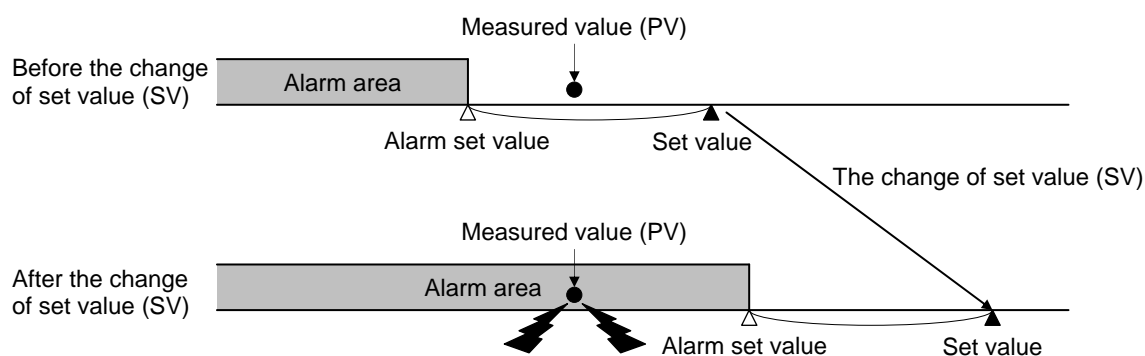 Measured value (PV)
Before the change
of set value (SV)
Alarm area
Alarm set value
Set value
The change of set value (SV)
Measured value (PV)
After the change
of set value (SV)
Alarm area
Alarm set value
Set value